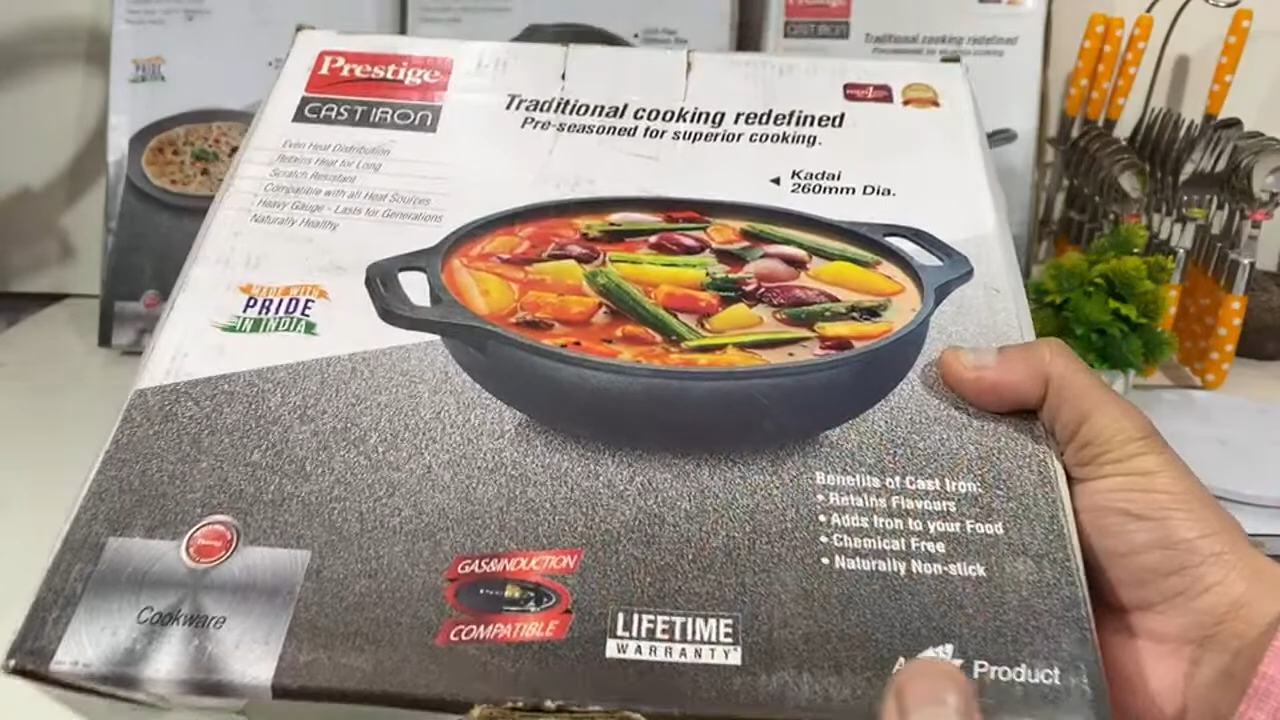 Prestige
CAST IRON
Traditional cooking redefined
Pre-seasoned for superior cooking.
Even Heat Distribution
Retains Heat for Long
Scratch Resistant
Compatible with all Heat Sources
Heavy Gauge - Lasts for Generations
Naturally Healthy
Kadai
260mm Dia.
MADE WITH
PRIDE
IN INDIA
Benefits of Cast Iron:
• Retains Flavours
• Adds Iron to your Food
• Chemical Free
• Naturally Non-stick
Cookware
GAS&INDUCTION
COMPATIBLE
LIFETIME
WARRANTY*
Product
PRIDE
CAST IRON
Traditional cooking redefined